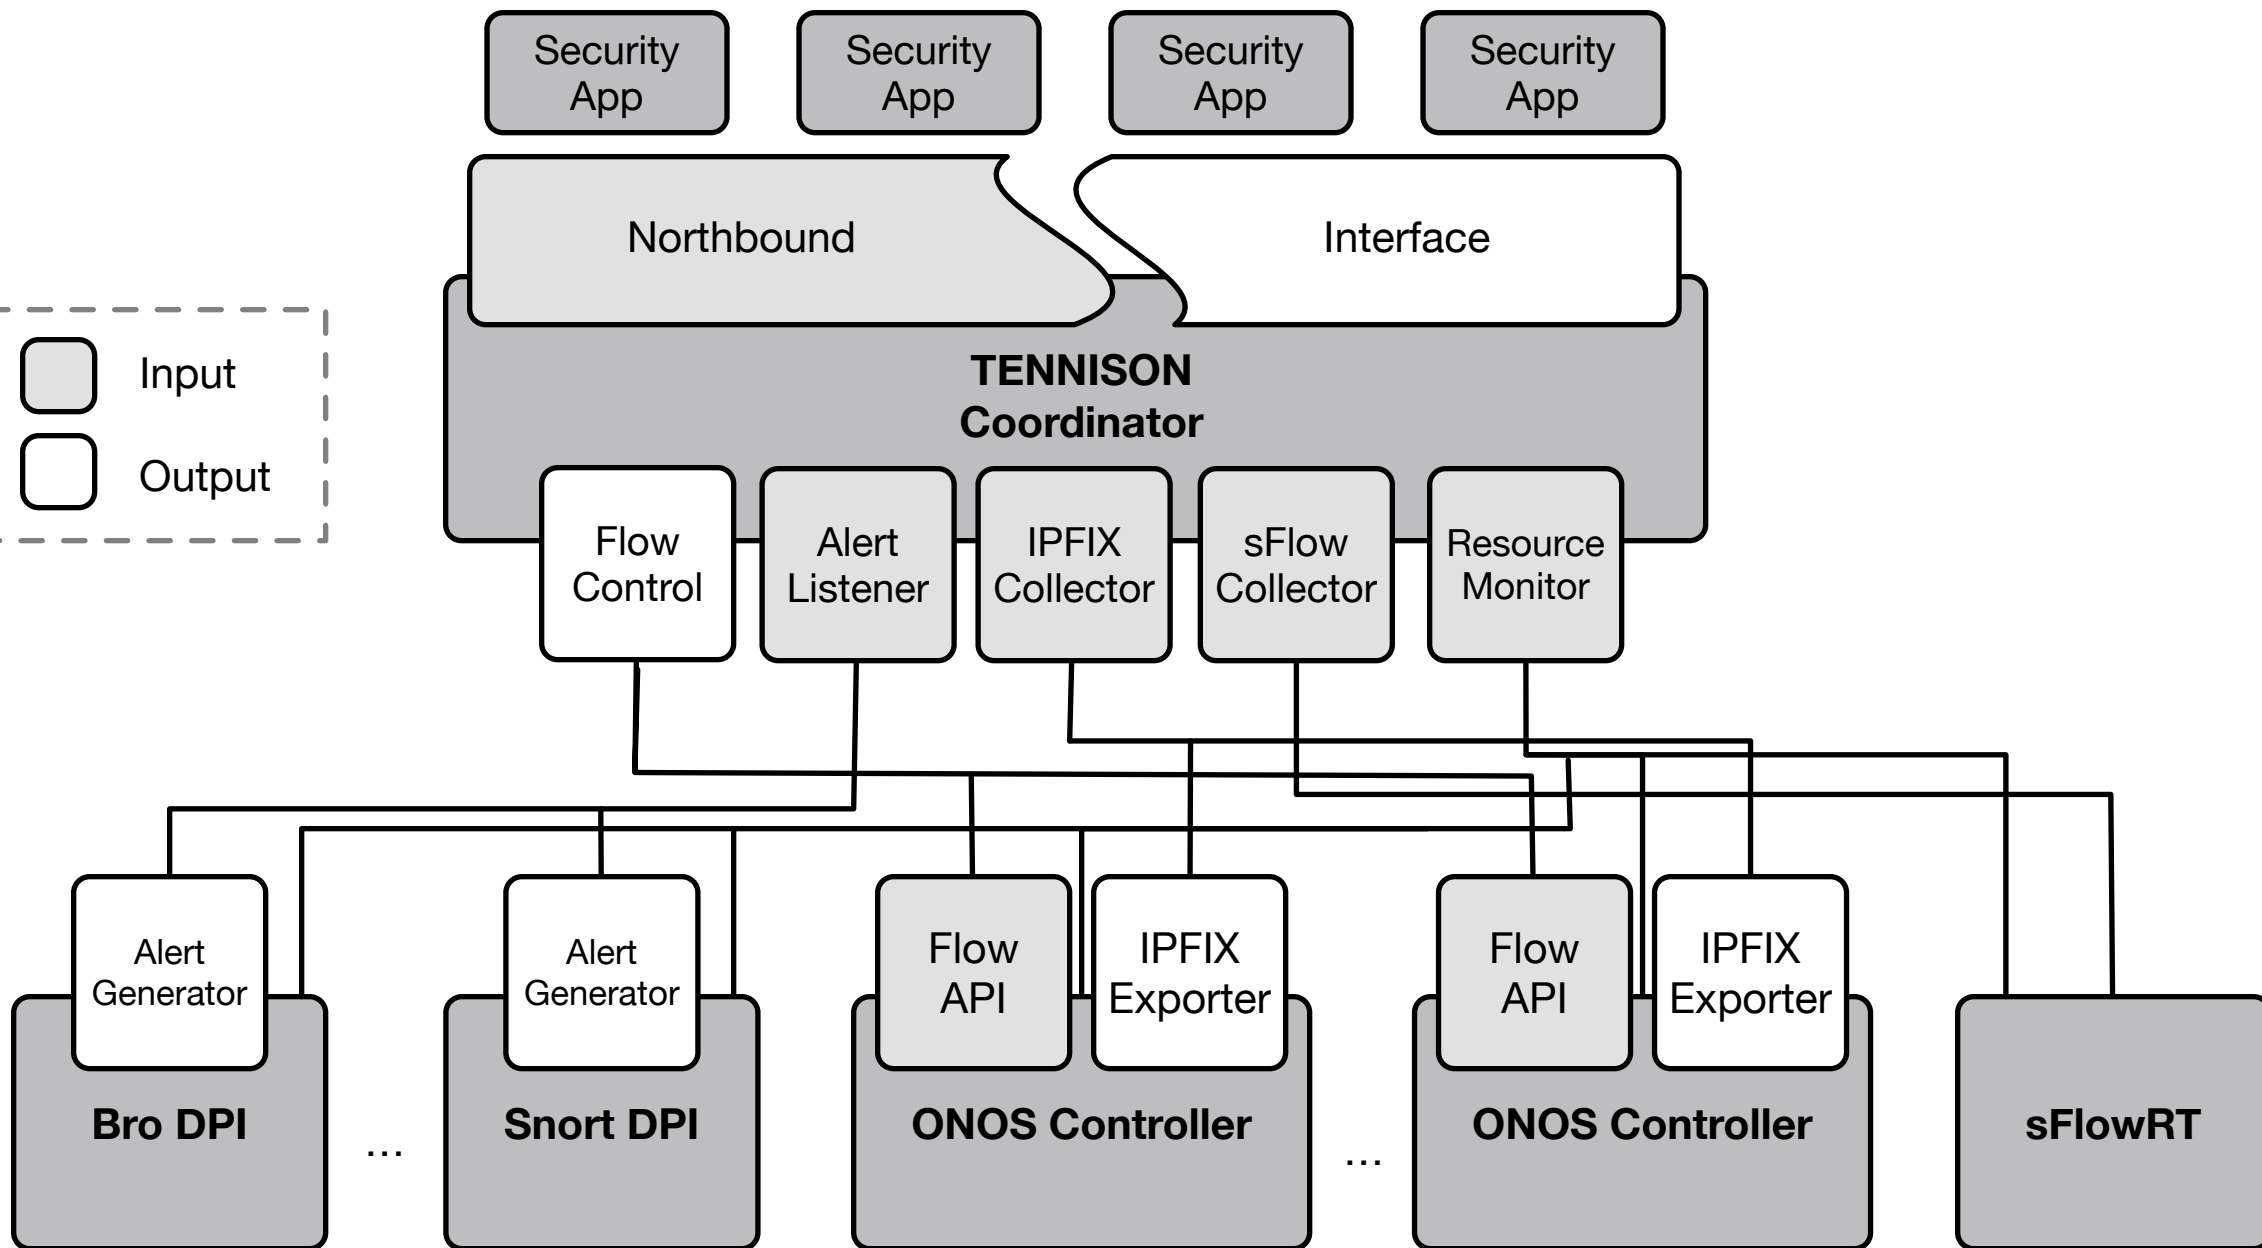 Security
App
Security
App
Security
App
Security
App
Northbound
Interface
Input
Output
TENNISON
Coordinator
Flow
Control
Alert
Listener
IPFIX
Collector
sFlow
Collector
Resource
Monitor
Alert
Generator
Alert
Generator
Flow
API
IPFIX
Exporter
Flow
API
IPFIX
Exporter
Bro DPI
...
Snort DPI
ONOS Controller
...
ONOS Controller
sFlowRT